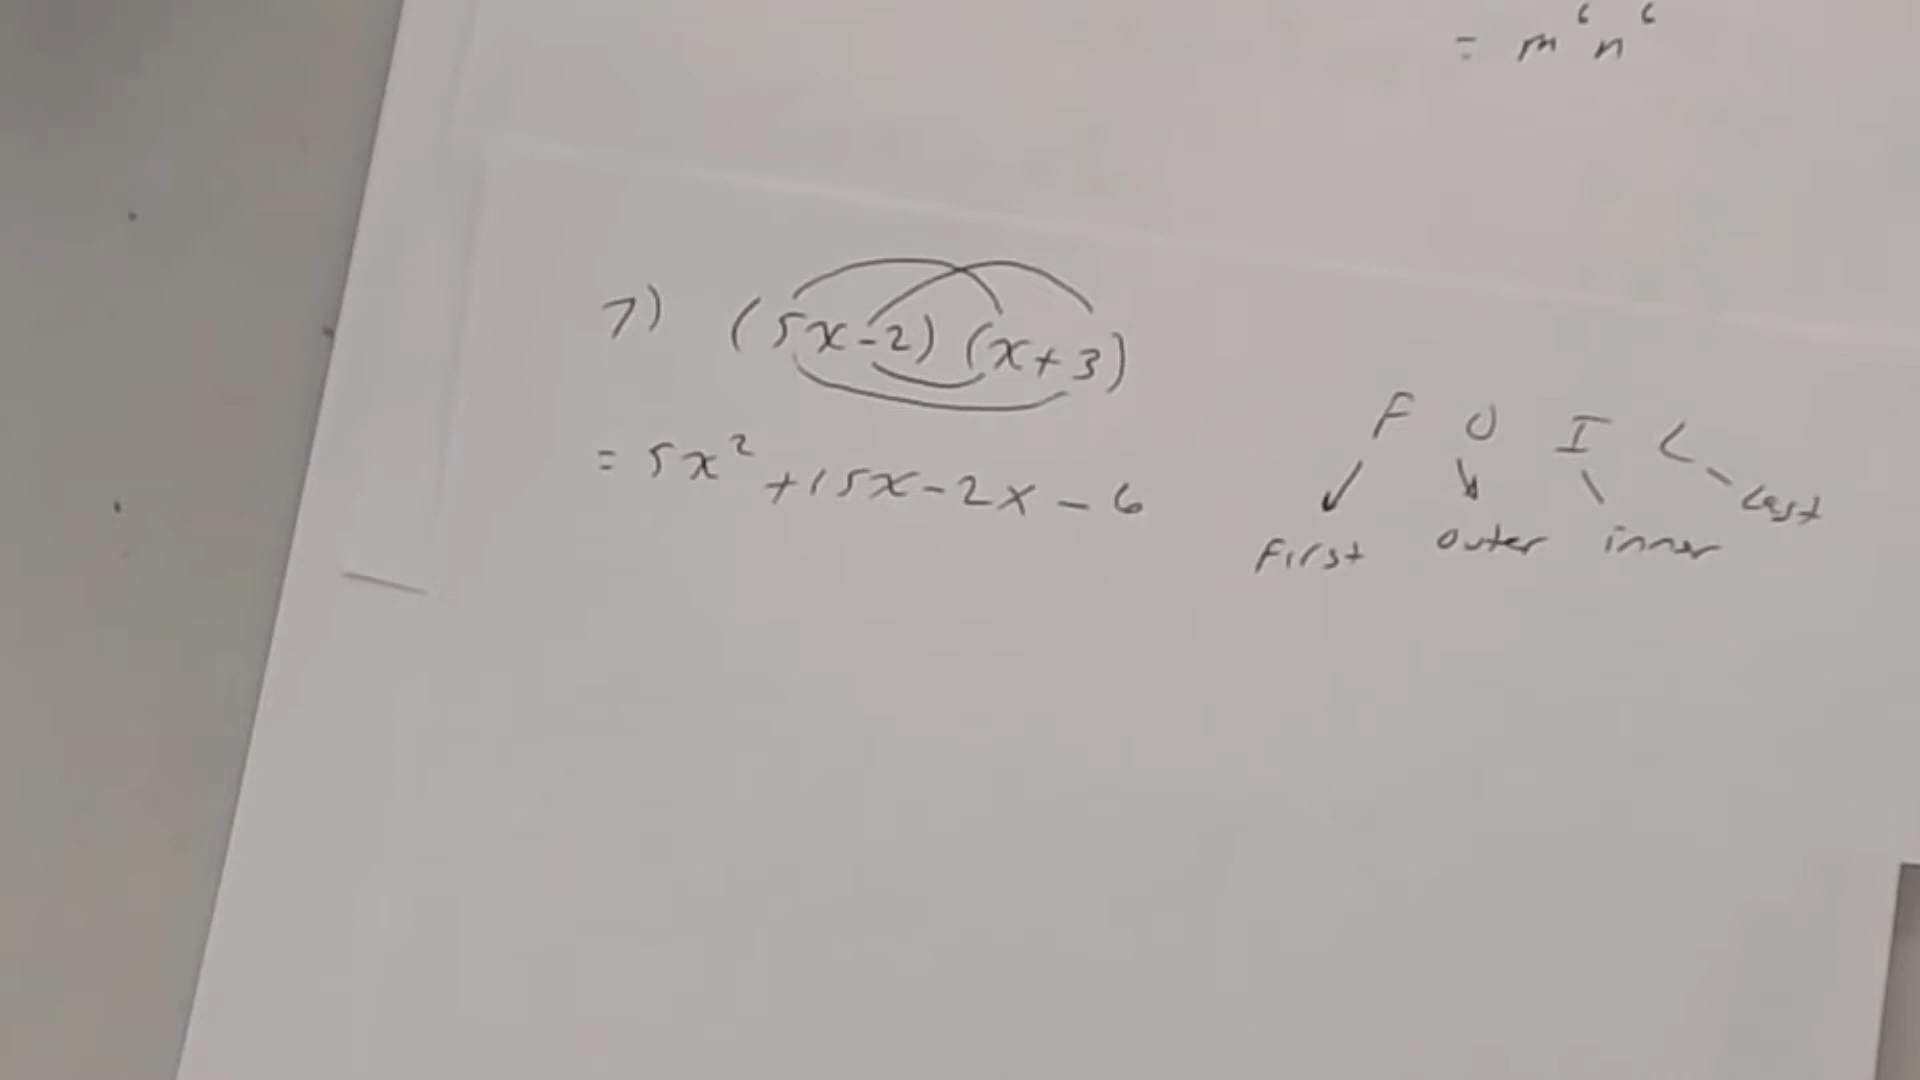 = m⁶n⁶
7) (5x-2) (x+3)
= 5x² +15x-2x-6
F O I L
First outer inner Last